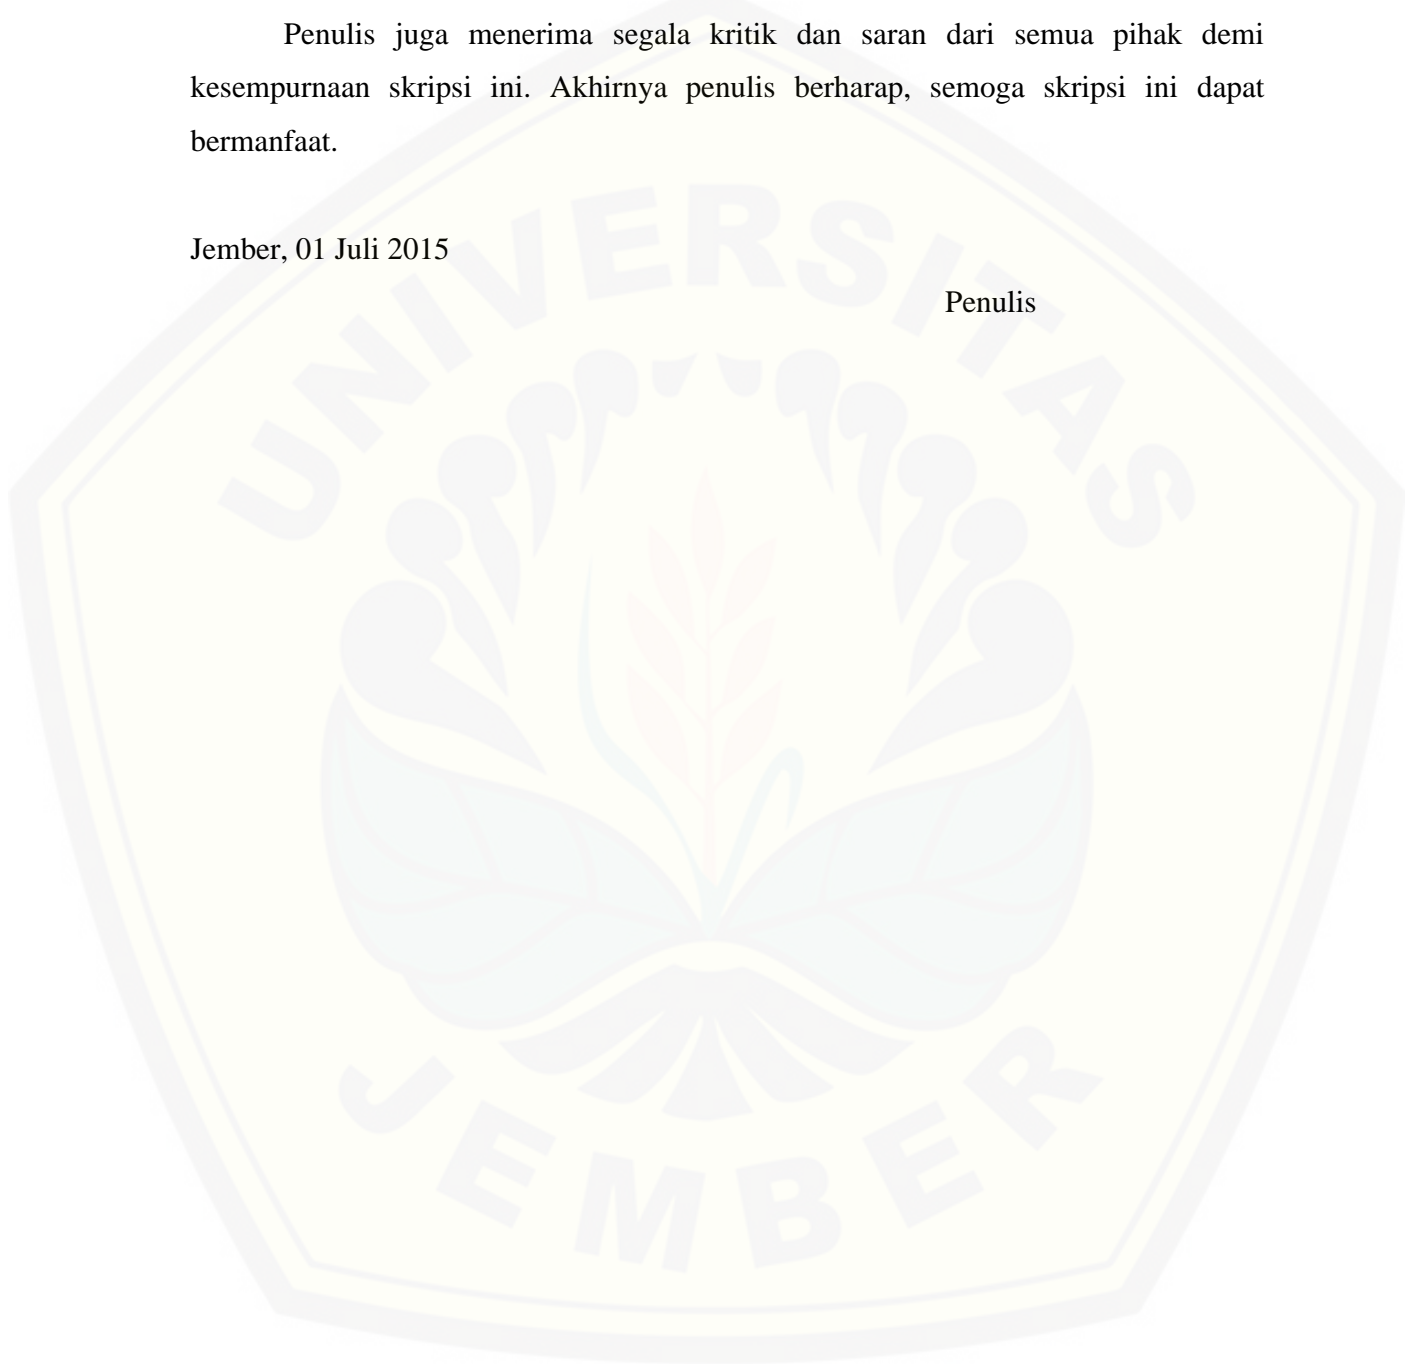 Penulis juga menerima segala kritik dan saran dari semua pihak demi
kesempurnaan skripsi ini. Akhirnya penulis berharap, semoga skripsi ini dapat
bermanfaat.
Jember, 01 Juli 2015
Penulis
UNIVERSITAS
JEMBER